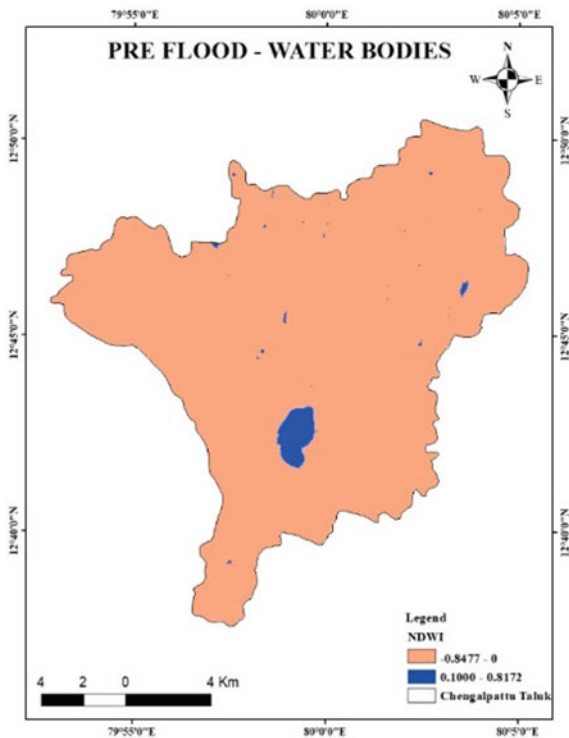 79°55'0"E 80°0'0"E 80°5'0"E
PRE FLOOD - WATER BODIES
N
W E
S
12°50'0"N 12°50'0"N
12°45'0"N 12°45'0"N
12°40'0"N 12°40'0"N
Legend
NDWI
-0.8477 - 0
0.1000 - 0.8172
Chengalpattu Taluk
4 2 0 4 Km
79°55'0"E 80°0'0"E 80°5'0"E